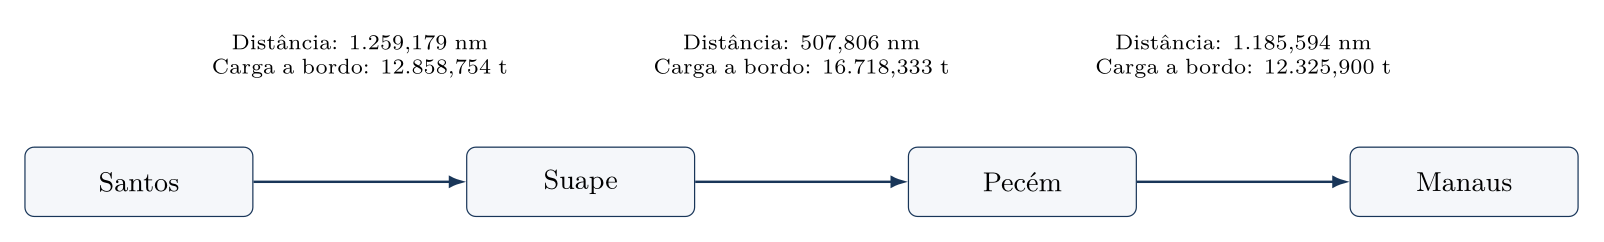 Distância: 1.259,179 nm
Carga a bordo: 12.858,754 t
Distância: 507,806 nm
Carga a bordo: 16.718,333 t
Distância: 1.185,594 nm
Carga a bordo: 12.325,900 t
Santos
Suape
Pecém
Manaus